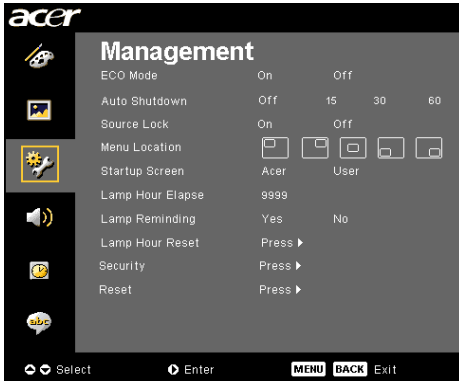 acer
Management
ECO Mode On Off
Auto Shutdown Off 15 30 60
Source Lock On Off
Menu Location
Startup Screen Acer User
Lamp Hour Elapse 9999
Lamp Reminding Yes No
Lamp Hour Reset Press
Security Press
Reset Press
abc
Select Enter MENU BACK Exit